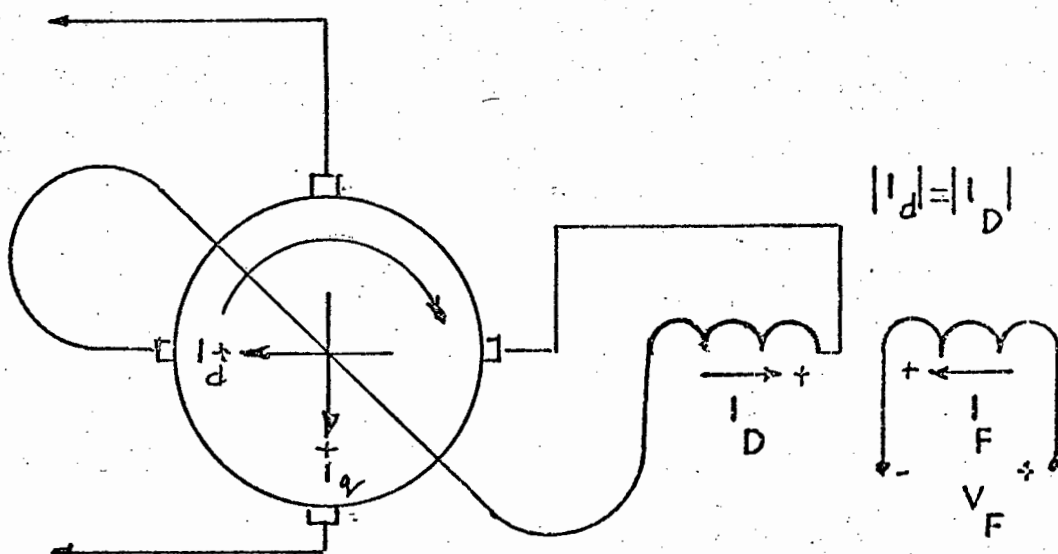 |I_d|=|I_D|
I_d +
+
I_q
+
I_D
+
I_F
- +
V_F